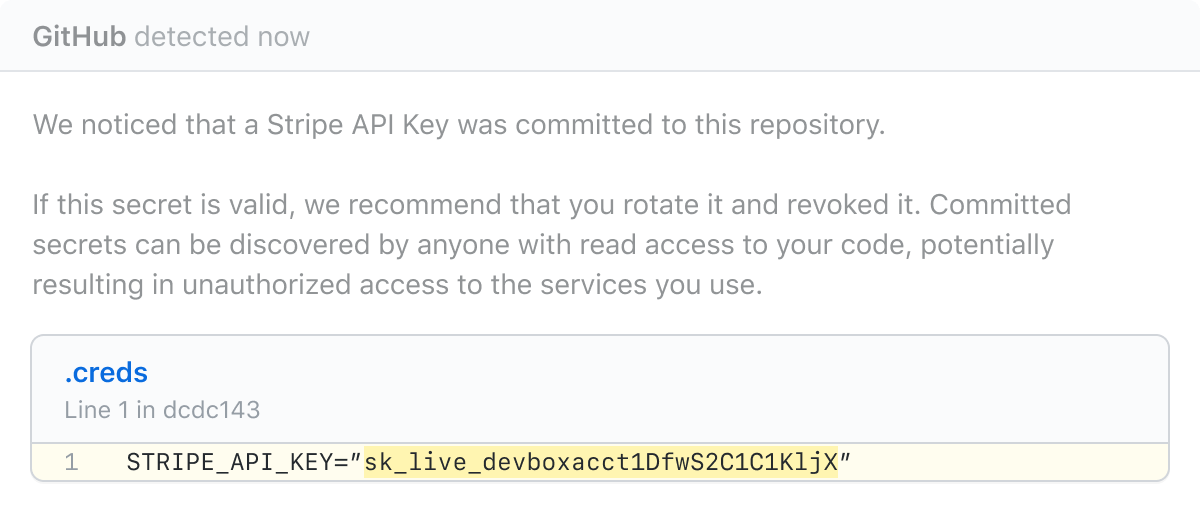 GitHub detected now
We noticed that a Stripe API Key was committed to this repository.
If this secret is valid, we recommend that you rotate it and revoked it. Committed
secrets can be discovered by anyone with read access to your code, potentially
resulting in unauthorized access to the services you use.
.creds
Line 1 in dcdc143
1 STRIPE_API_KEY=”sk_live_devboxacct1DfwS2C1C1KljX”